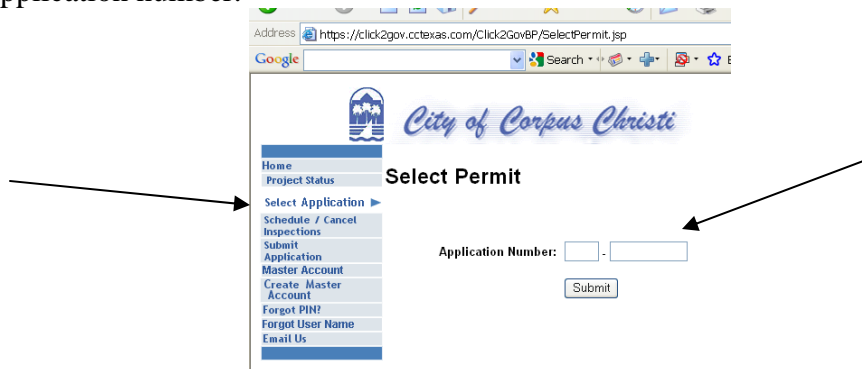 pplication number.
Address https://click2gov.cctexas.com/Click2GovBP/SelectPermit.jsp
Google Search
City of Corpus Christi
Home
Project Status
Select Permit
Select Application
Schedule / Cancel
Inspections
Submit
Application
Application Number: -
Master Account
Create Master
Account
Submit
Forgot PIN?
Forgot User Name
Email Us